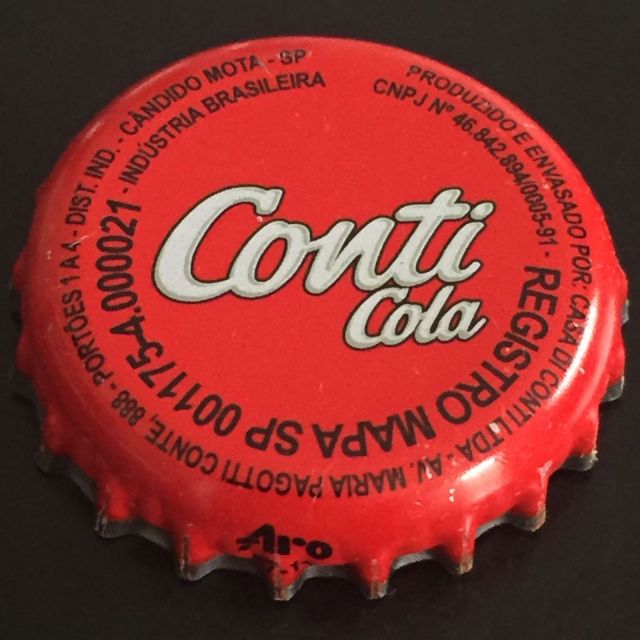 Conti
Cola
PRODUZIDO E ENVASADO POR: CASA DI CONTI LTDA - AV. MARIA PAGOTTI CONTE, 888 - PORTÕES 1 A 4 - DIST. IND. - CÂNDIDO MOTA - SP
CNPJ Nº 46.842.894/0005-91 - REGISTRO MAPA SP 001175-4.000021 - INDÚSTRIA BRASILEIRA
Aro